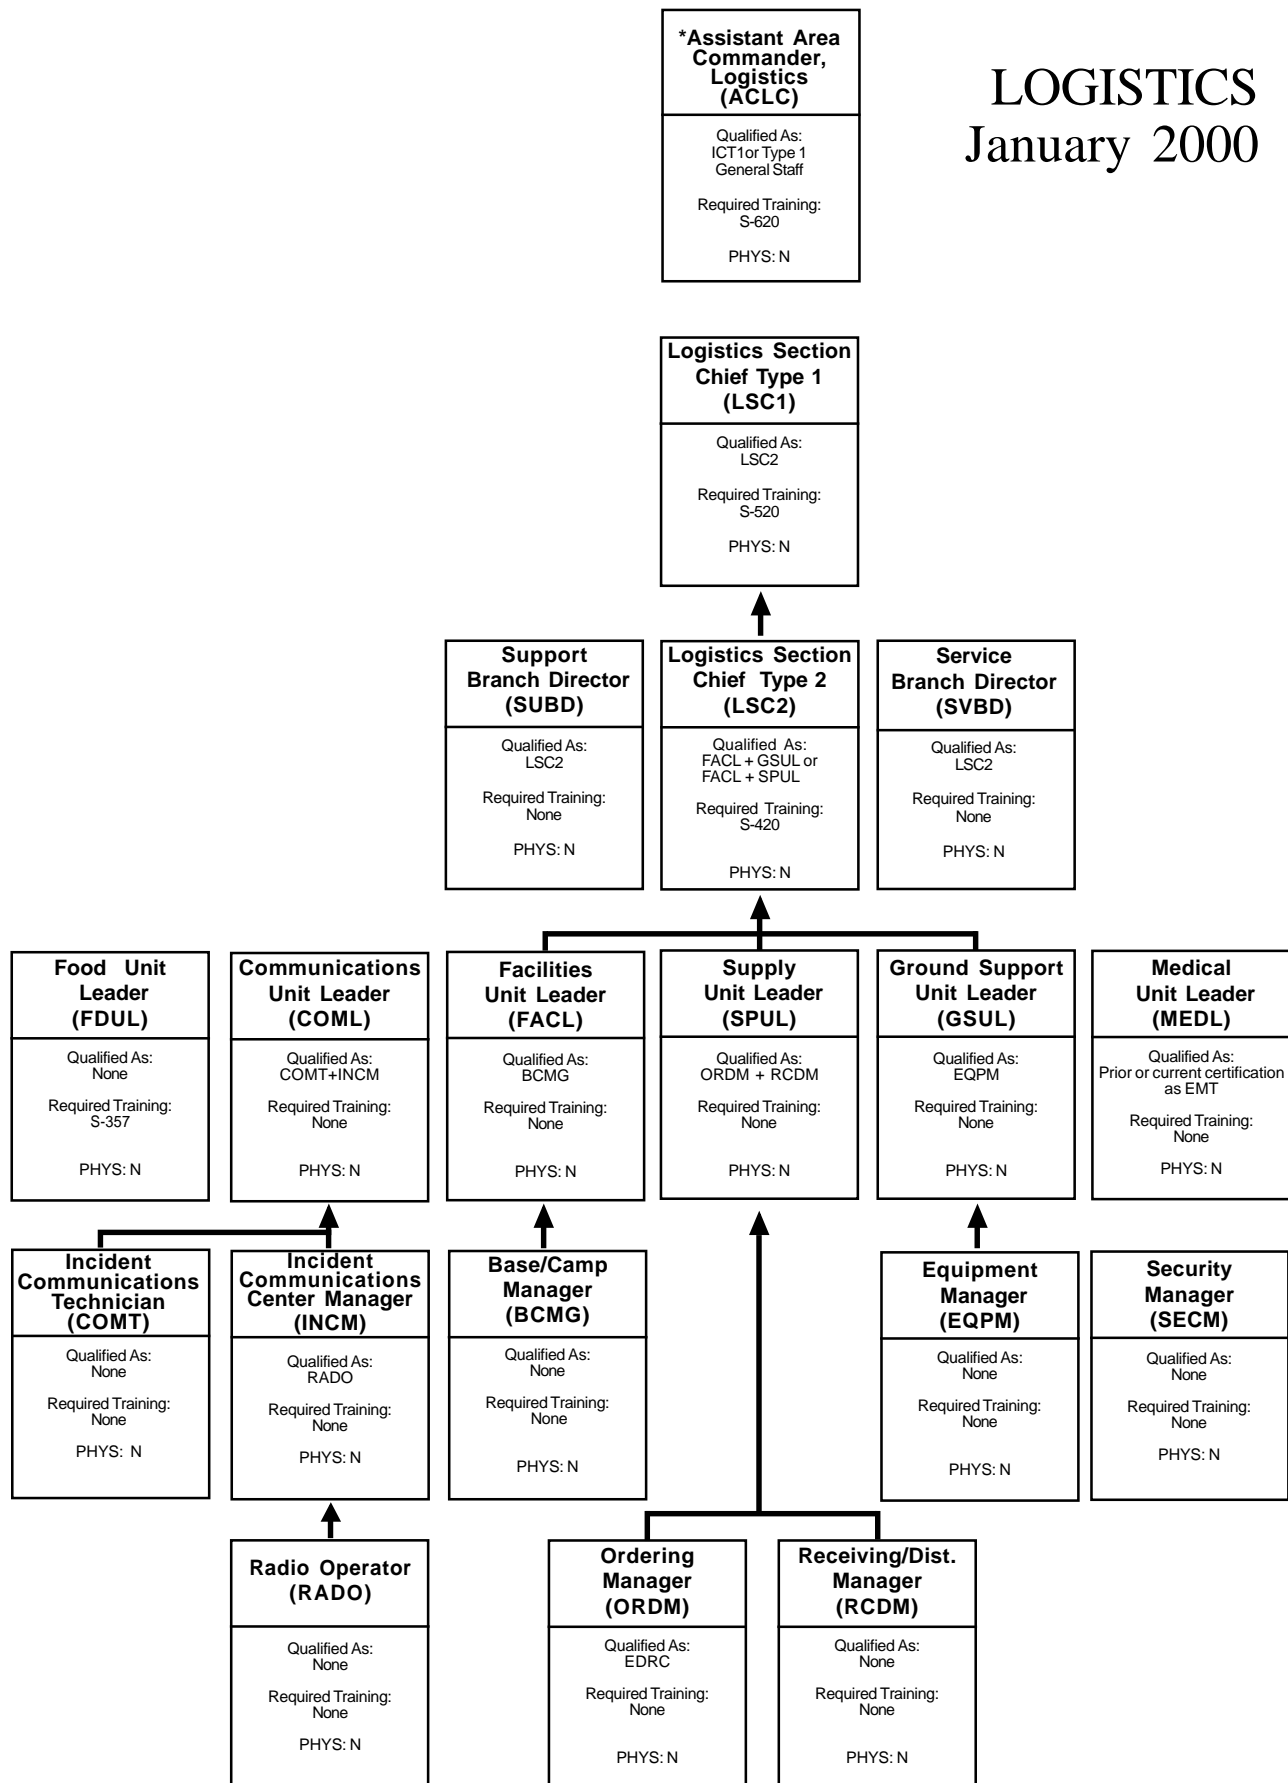 *Assistant Area
Commander,
Logistics
(ACLC)
Qualified As:
ICT1or Type 1
General Staff
Required Training:
S-620
PHYS: N
LOGISTICS
January 2000
Logistics Section
Chief Type 1
(LSC1)
Qualified As:
LSC2
Required Training:
S-520
PHYS: N
Support
Branch Director
(SUBD)
Qualified As:
LSC2
Required Training:
None
PHYS: N
Logistics Section
Chief Type 2
(LSC2)
Qualified As:
FACL + GSUL or
FACL + SPUL
Required Training:
S-420
PHYS: N
Service
Branch Director
(SVBD)
Qualified As:
LSC2
Required Training:
None
PHYS: N
Food Unit
Leader
(FDUL)
Qualified As:
None
Required Training:
S-357
PHYS: N
Communications
Unit Leader
(COML)
Qualified As:
COMT+INCM
Required Training:
None
PHYS: N
Facilities
Unit Leader
(FACL)
Qualified As:
BCMG
Required Training:
None
PHYS: N
Supply
Unit Leader
(SPUL)
Qualified As:
ORDM + RCDM
Required Training:
None
PHYS: N
Ground Support
Unit Leader
(GSUL)
Qualified As:
EQPM
Required Training:
None
PHYS: N
Medical
Unit Leader
(MEDL)
Qualified As:
Prior or current certification
as EMT
Required Training:
None
PHYS: N
Incident
Communications
Technician
(COMT)
Qualified As:
None
Required Training:
None
PHYS: N
Incident
Communications
Center Manager
(INCM)
Qualified As:
RADO
Required Training:
None
PHYS: N
Base/Camp
Manager
(BCMG)
Qualified As:
None
Required Training:
None
PHYS: N
Equipment
Manager
(EQPM)
Qualified As:
None
Required Training:
None
PHYS: N
Security
Manager
(SECM)
Qualified As:
None
Required Training:
None
PHYS: N
Radio Operator
(RADO)
Qualified As:
None
Required Training:
None
PHYS: N
Ordering
Manager
(ORDM)
Qualified As:
EDRC
Required Training:
None
PHYS: N
Receiving/Dist.
Manager
(RCDM)
Qualified As:
None
Required Training:
None
PHYS: N